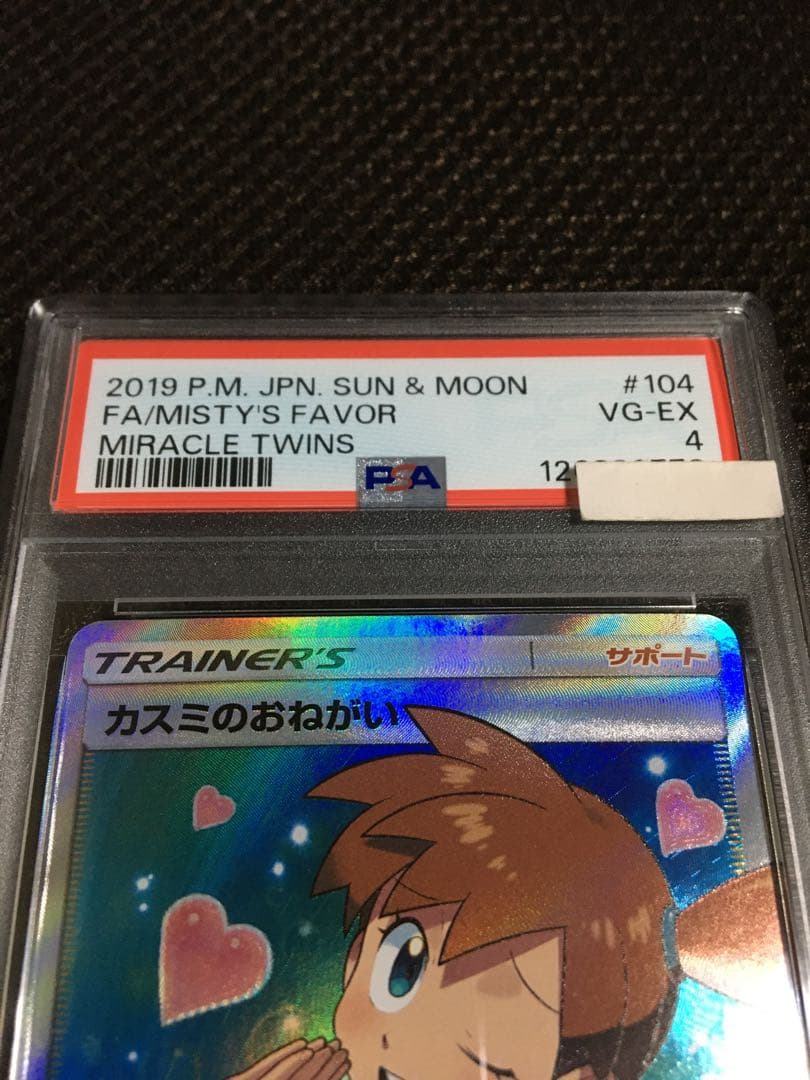 2019 P.M. JPN. SUN & MOON #104
FA/MISTY'S FAVOR VG-EX
MIRACLE TWINS 4
PSA
TRAINER'S サポート
カスミのおねがい